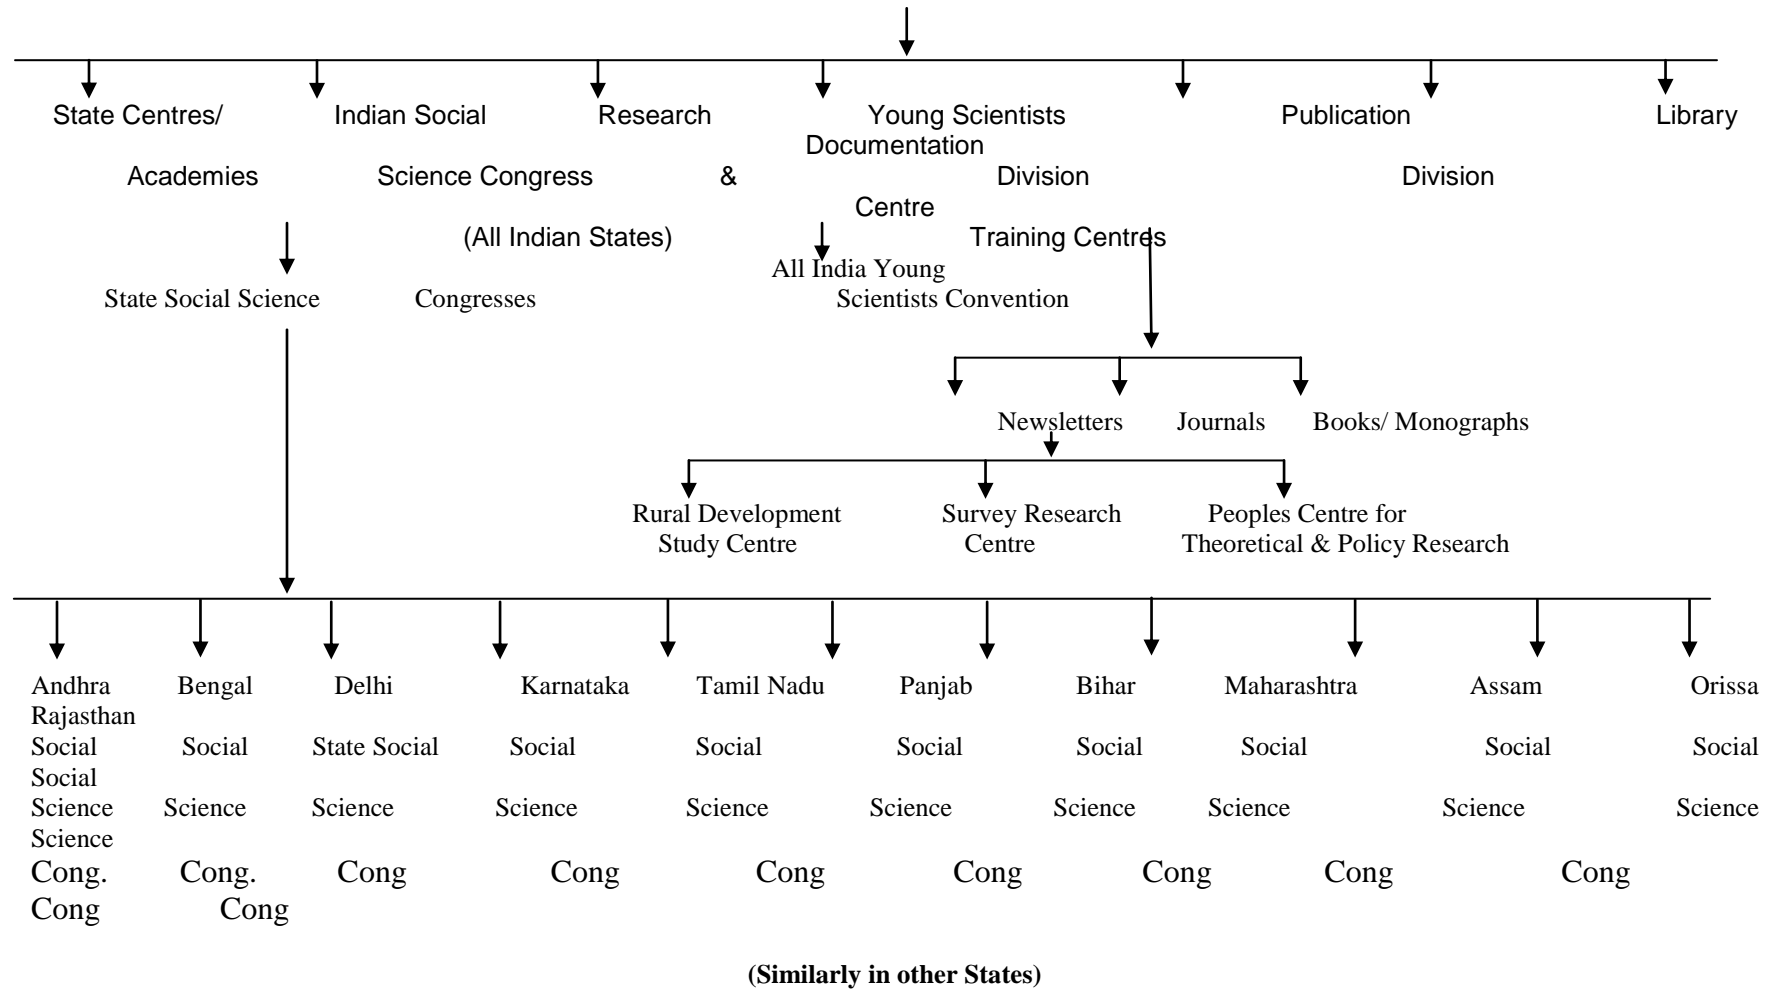 State Centres/ Indian Social Research Young Scientists Publication Library
Documentation
Academies Science Congress & Division Division
Centre
(All Indian States) Training Centres
All India Young
State Social Science Congresses Scientists Convention
Newsletters Journals Books/ Monographs
Rural Development Survey Research Peoples Centre for
Study Centre Centre Theoretical & Policy Research
Andhra Bengal Delhi Karnataka Tamil Nadu Panjab Bihar Maharashtra Assam Orissa
Rajasthan
Social Social State Social Social Social Social Social Social Social Social
Social
Science Science Science Science Science Science Science Science Science Science
Science
Cong. Cong. Cong Cong Cong Cong Cong Cong Cong
Cong Cong
(Similarly in other States)